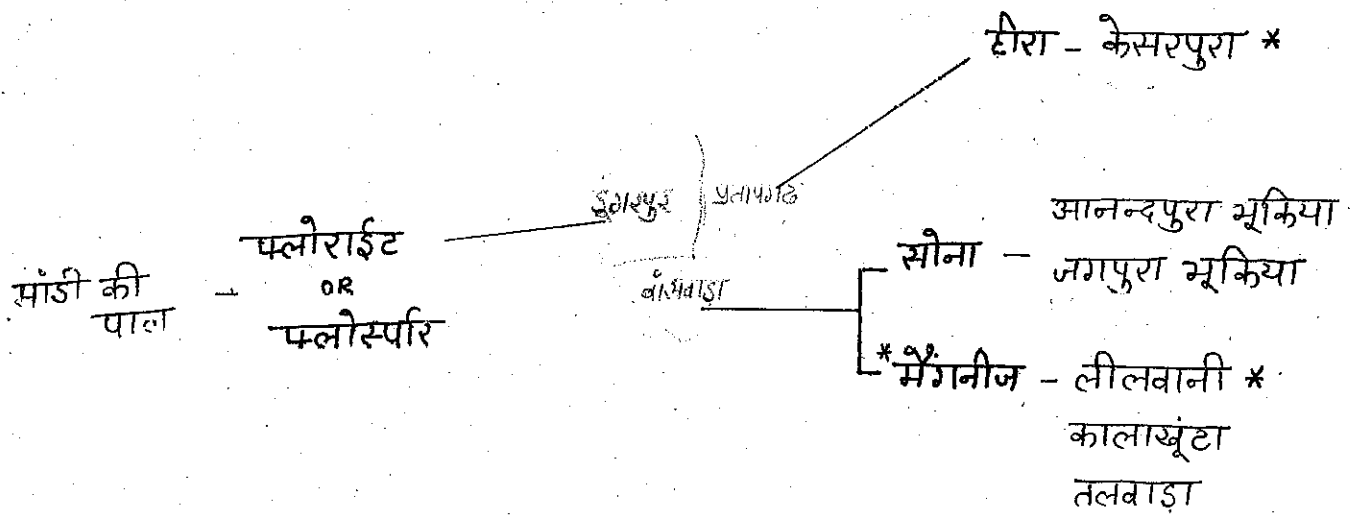 हीरा - केसरपुरा *
डूंगरपुर प्रतापगढ
आनन्दपुरा भूकिया
सोना -
जगपुरा भूकिया
फ्लोराईट
मांडी की पाल -
OR
फ्लोर्स्पार
बांसवाड़ा
* मैंगनीज - लीलवानी *
कालाखूंटा
तलवाड़ा